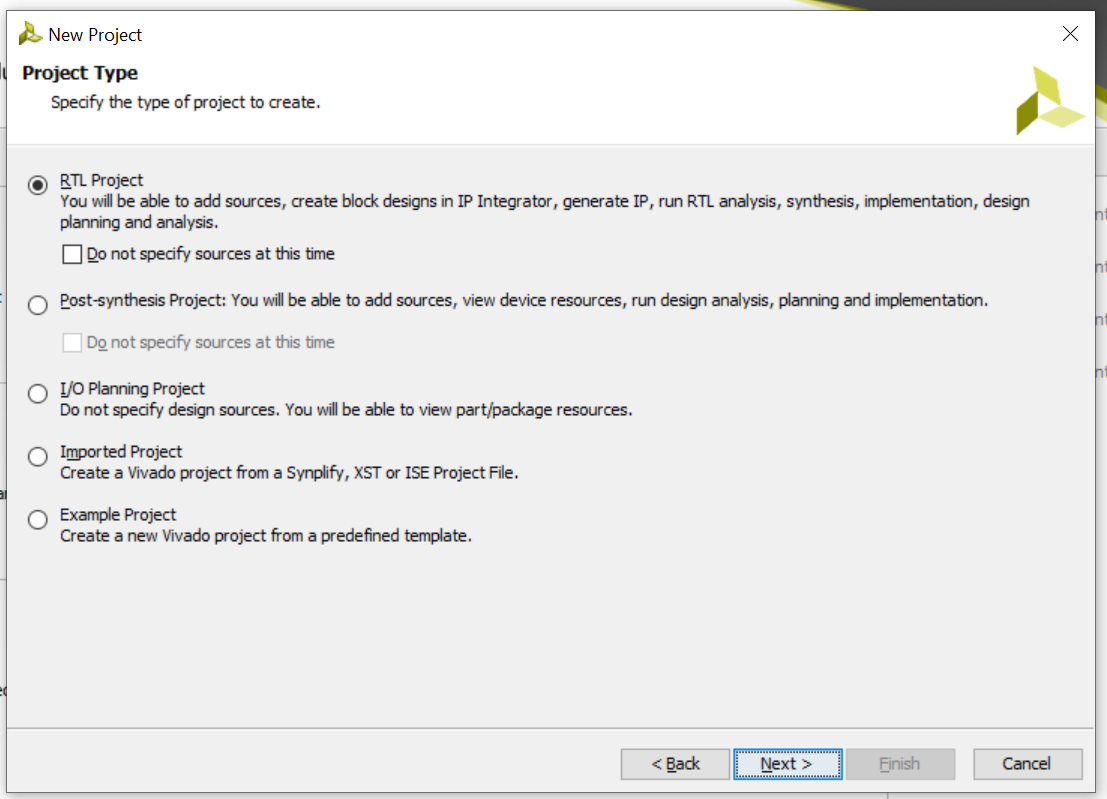 New Project
Project Type
Specify the type of project to create.
RTL Project
You will be able to add sources, create block designs in IP Integrator, generate IP, run RTL analysis, synthesis, implementation, design
planning and analysis.
Do not specify sources at this time
Post-synthesis Project: You will be able to add sources, view device resources, run design analysis, planning and implementation.
Do not specify sources at this time
I/O Planning Project
Do not specify design sources. You will be able to view part/package resources.
Imported Project
Create a Vivado project from a Synplify, XST or ISE Project File.
Example Project
Create a new Vivado project from a predefined template.
< Back Next > Finish Cancel